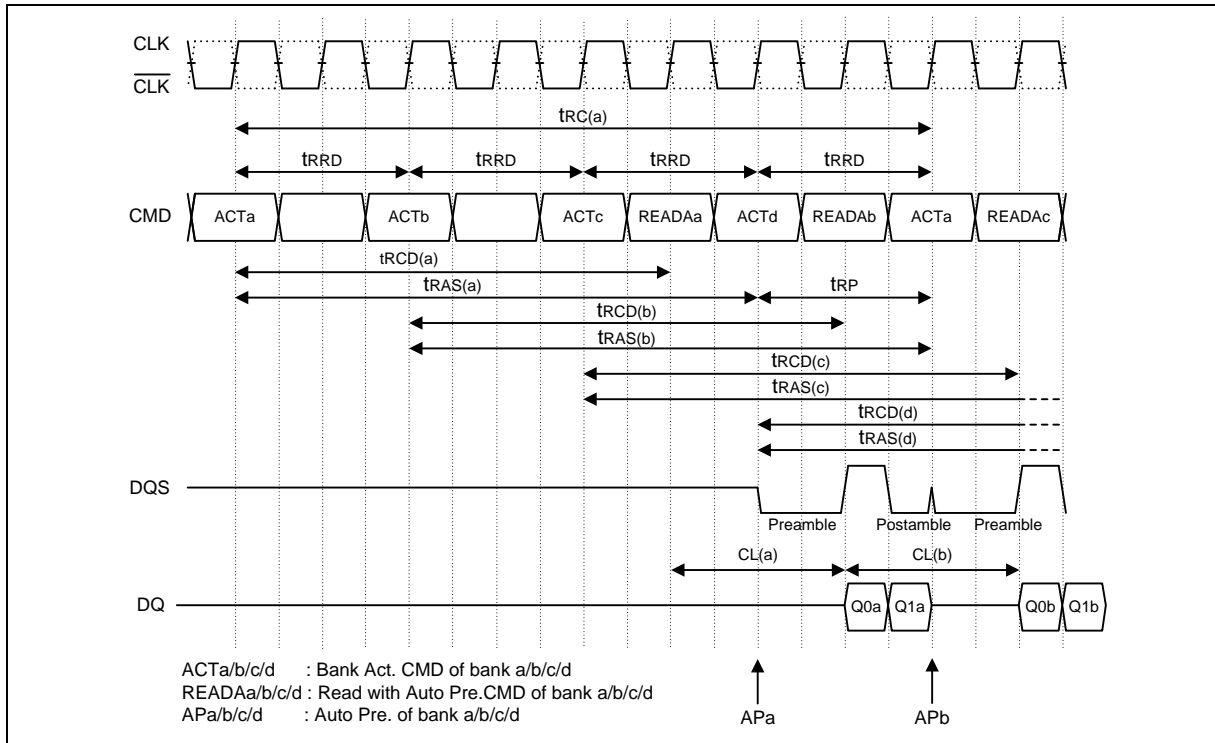 CLK
CLK
tRC(a)
tRRD tRRD tRRD tRRD
CMD ACTa ACTb ACTc READAa ACTd READAb ACTa READAc
tRCD(a)
tRAS(a) tRP
tRCD(b)
tRAS(b)
tRCD(c)
tRAS(c)
tRCD(d)
tRAS(d)
DQS
Preamble Postamble Preamble
CL(a) CL(b)
DQ Q0a Q1a Q0b Q1b
ACTa/b/c/d : Bank Act. CMD of bank a/b/c/d
READAa/b/c/d : Read with Auto Pre.CMD of bank a/b/c/d
APa/b/c/d : Auto Pre. of bank a/b/c/d
APa APb